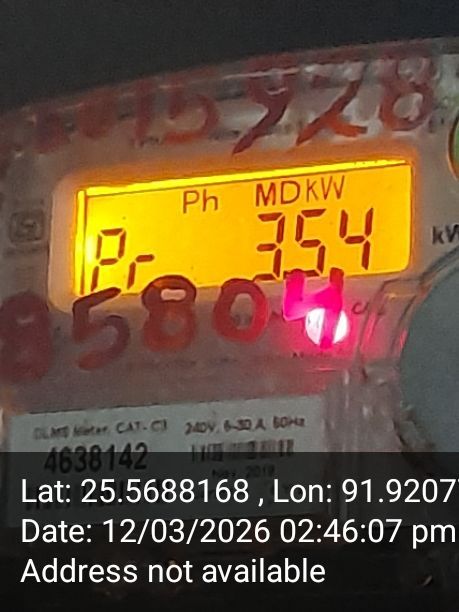 15928
Ph MDKW
Pr 354
85804
DLMS Meter, CAT- C1 240V, 5-30 A, 50Hz
4638142
Lat: 25.5688168 , Lon: 91.9207
Date: 12/03/2026 02:46:07 pm
Address not available